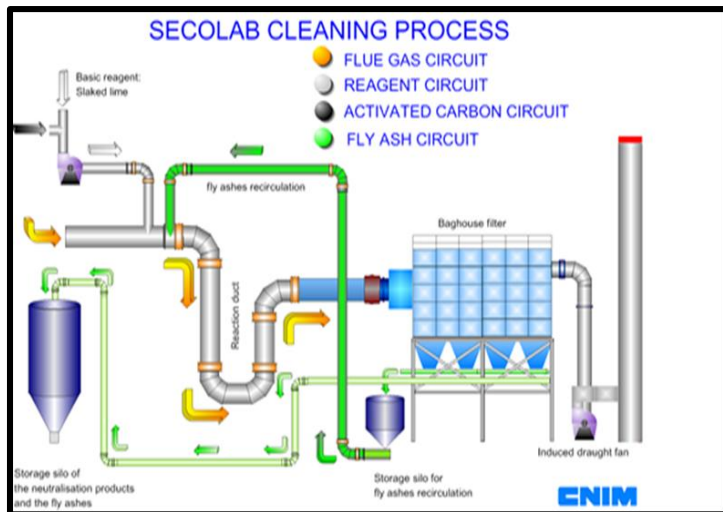 SECOLAB CLEANING PROCESS
FLUE GAS CIRCUIT
REAGENT CIRCUIT
ACTIVATED CARBON CIRCUIT
FLY ASH CIRCUIT
Basic reagent:
Slaked lime
fly ashes recirculation
Baghouse filter
Reaction duct
Induced draught fan
Storage silo of
the neutralisation products
and the fly ashes
Storage silo for
fly ashes recirculation
CNIM